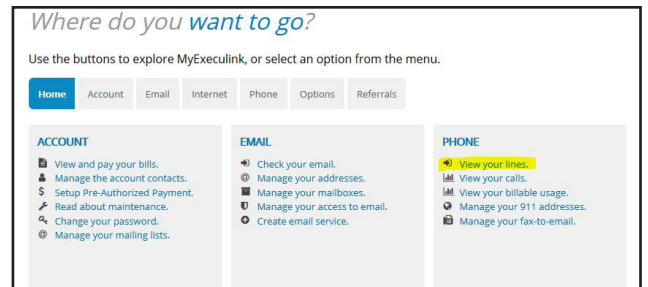 Where do you want to go?
Use the buttons to explore MyExeculink, or select an option from the menu.
Home Account Email Internet Phone Options Referrals
ACCOUNT
View and pay your bills.
Manage the account contacts.
Setup Pre-Authorized Payment.
Read about maintenance.
Change your password.
Manage your mailing lists.
EMAIL
Check your email.
Manage your addresses.
Manage your mailboxes.
Manage your access to email.
Create email service.
PHONE
View your lines.
View your calls.
View your billable usage.
Manage your 911 addresses.
Manage your fax-to-email.